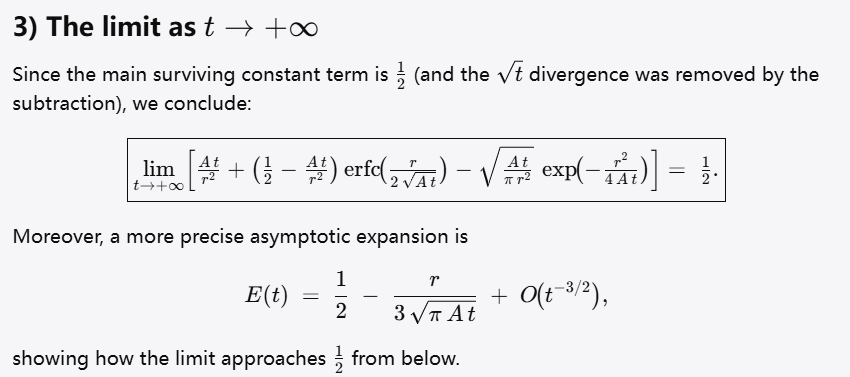 3) The limit as t → +∞
Since the main surviving constant term is 1/2 (and the √t divergence was removed by the
subtraction), we conclude:
lim_{t→+∞} [At/r² + (1/2 − At/r²) erfc(r/(2√(At))) − √(At/(π r²)) exp(−r²/(4At))] = 1/2.
Moreover, a more precise asymptotic expansion is
E(t) = 1/2 − r/(3√(π At)) + O(t^{−3/2}),
showing how the limit approaches 1/2 from below.